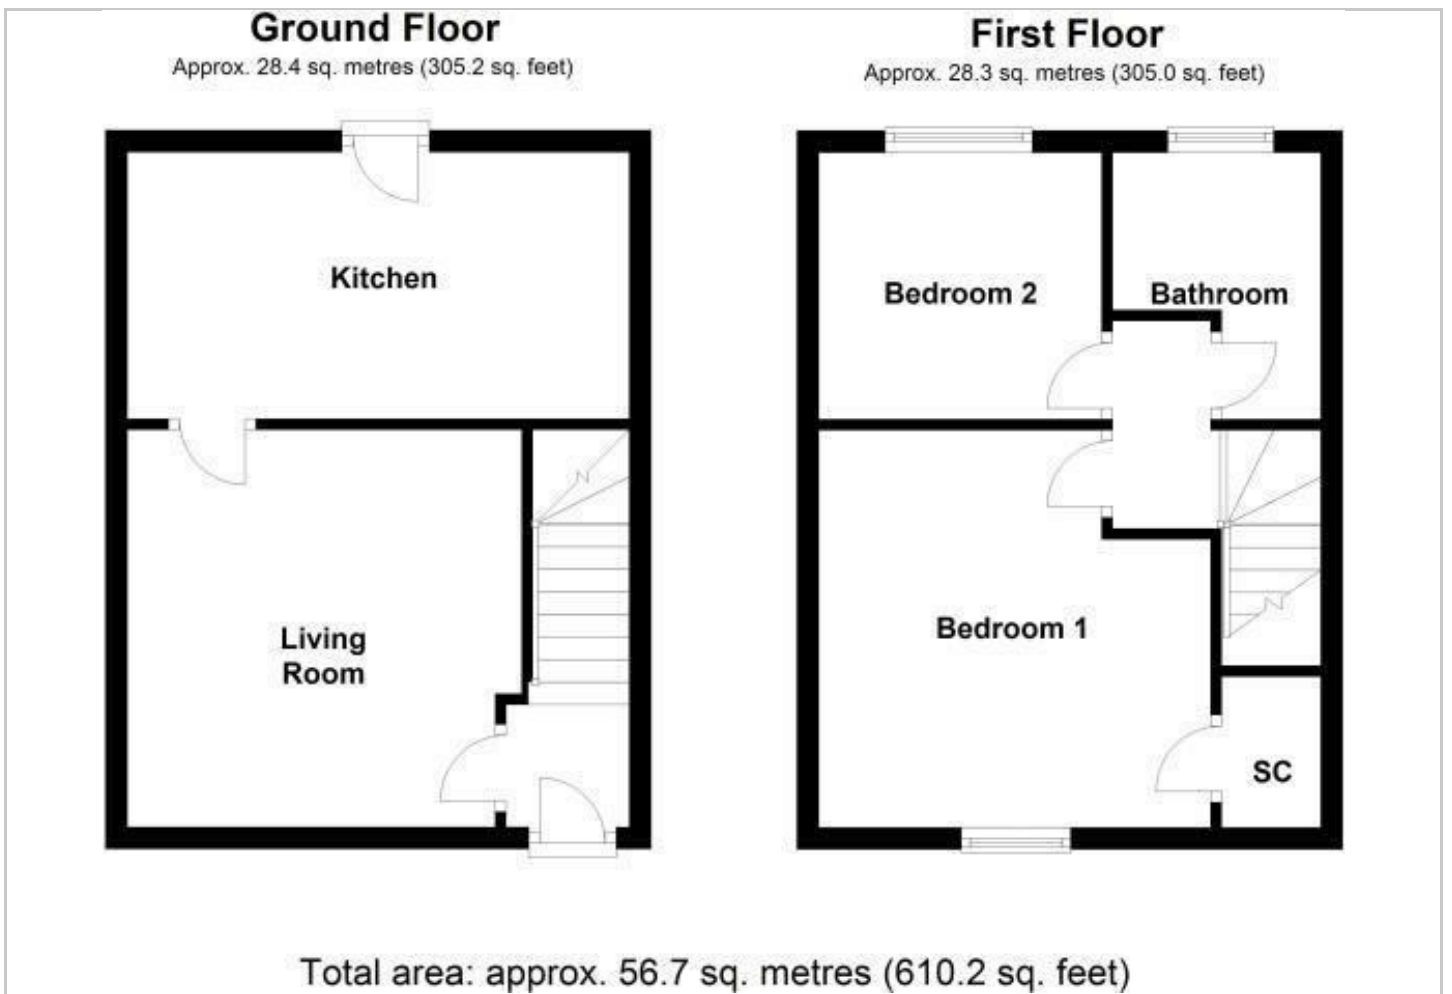 Ground Floor
Approx. 28.4 sq. metres (305.2 sq. feet)
Kitchen
Living
Room
First Floor
Approx. 28.3 sq. metres (305.0 sq. feet)
Bedroom 2
Bathroom
Bedroom 1
SC
Total area: approx. 56.7 sq. metres (610.2 sq. feet)